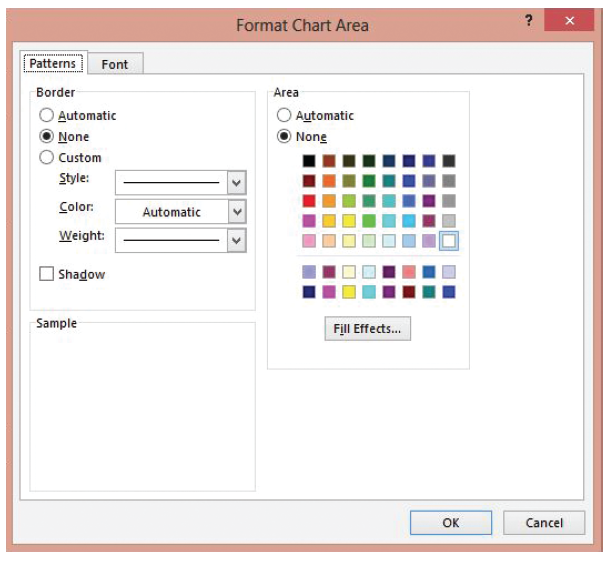 Format Chart Area
?
×
Patterns
Font
Border
Automatic
None
Custom
Style:
Color:
Automatic
Weight:
Shadow
Sample
Area
Automatic
None
Fill Effects...
OK
Cancel